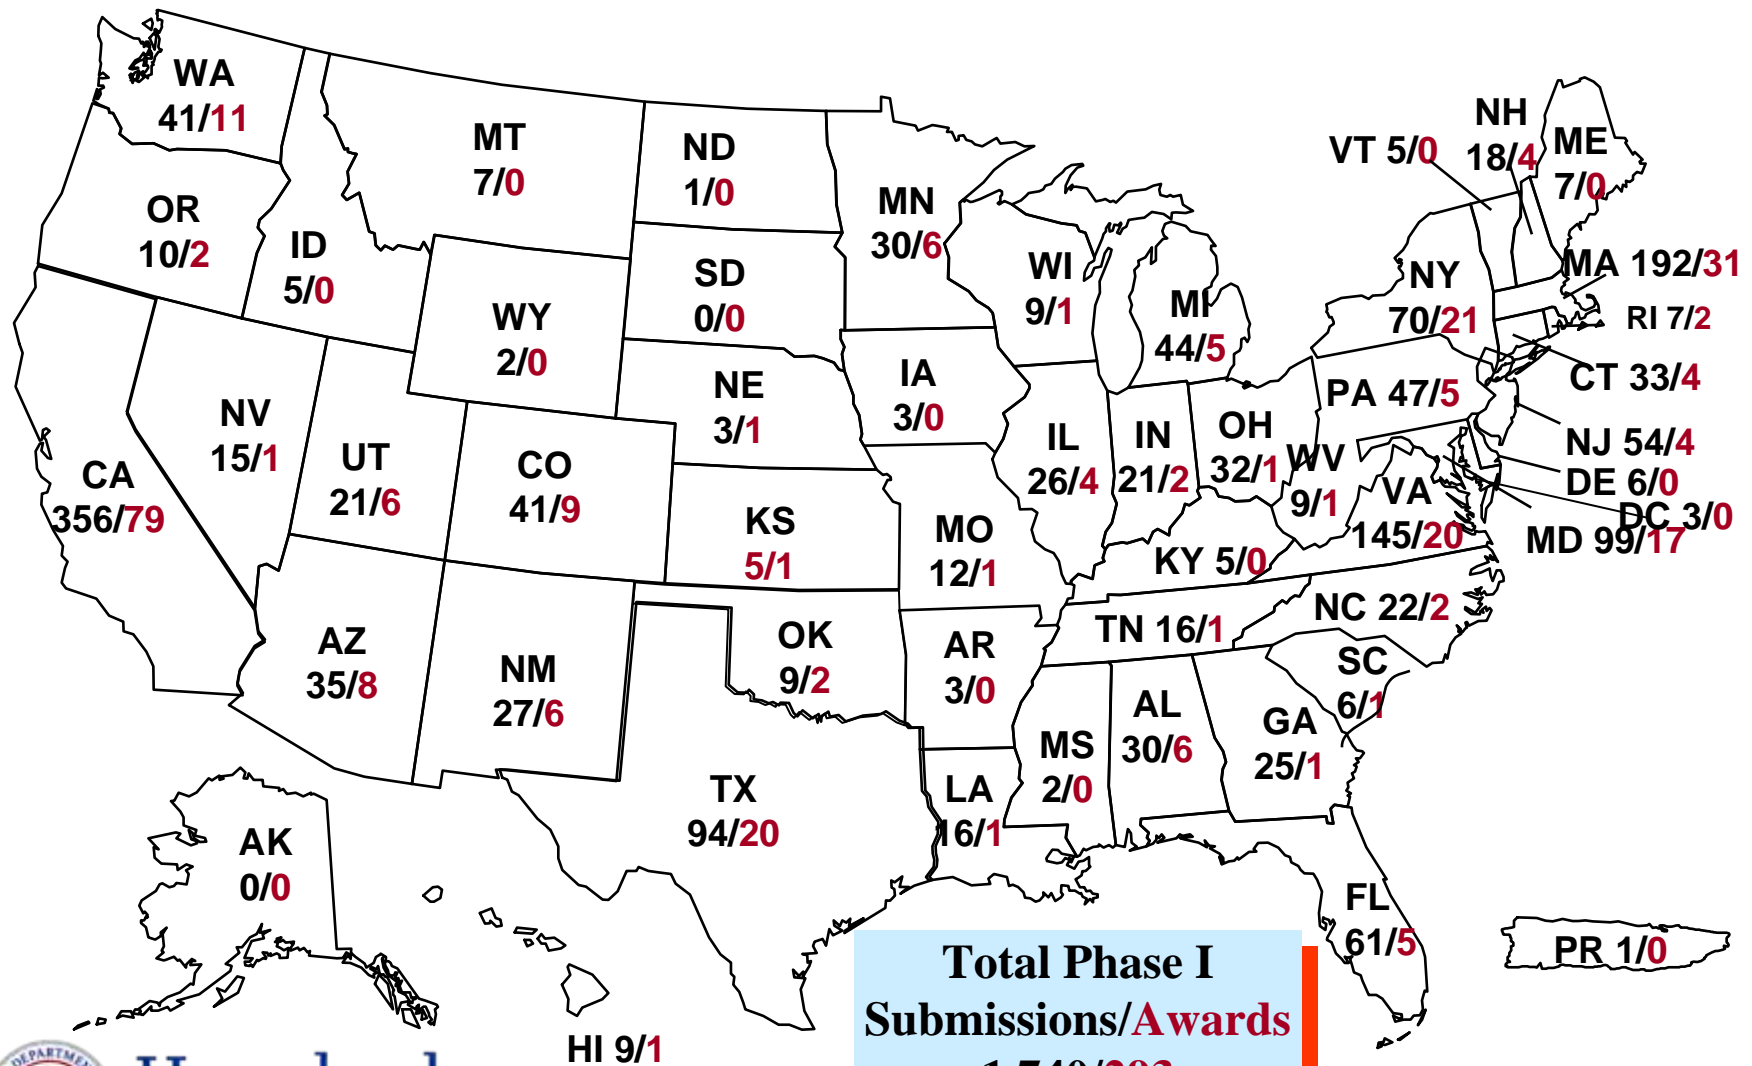 WA
41/11
MT
7/0
ND
1/0
MN
30/6
VT 5/0
NH
18/4
ME
7/0
OR
10/2
ID
5/0
SD
0/0
WI
9/1
MI
44/5
NY
70/21
MA 192/31
RI 7/2
WY
2/0
NE
3/1
IA
3/0
PA 47/5
CT 33/4
NV
15/1
UT
21/6
CO
41/9
IL
26/4
IN
21/2
OH
32/1
WV
9/1
NJ 54/4
DE 6/0
DC 3/0
MD 99/17
CA
356/79
KS
5/1
MO
12/1
VA
145/20
KY 5/0
NC 22/2
TN 16/1
AZ
35/8
NM
27/6
OK
9/2
AR
3/0
SC
6/1
AL
30/6
GA
25/1
MS
2/0
TX
94/20
LA
16/1
AK
0/0
FL
61/5
PR 1/0
HI 9/1
Total Phase I
Submissions/Awards
DEPARTMENT